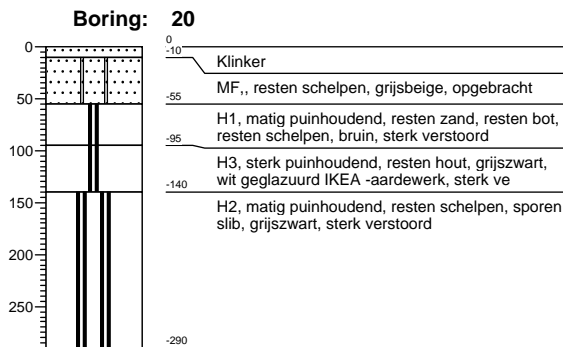 Boring: 20
0
-10
Klinker
MF,, resten schelpen, grijsbeige, opgebracht
50
-55
H1, matig puinhoudend, resten zand, resten bot,
resten schelpen, bruin, sterk verstoord
-95
100
H3, sterk puinhoudend, resten hout, grijszwart,
wit geglazuurd IKEA -aardewerk, sterk ve
-140
150
H2, matig puinhoudend, resten schelpen, sporen
slib, grijszwart, sterk verstoord
200
250
-290
0